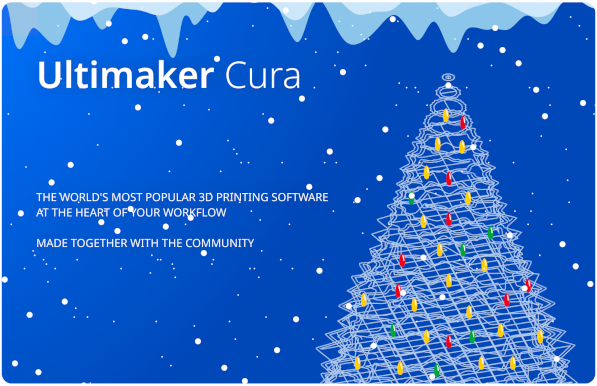 Ultimaker Cura
THE WORLD'S MOST POPULAR 3D PRINTING SOFTWARE
AT THE HEART OF YOUR WORKFLOW
MADE TOGETHER WITH THE COMMUNITY